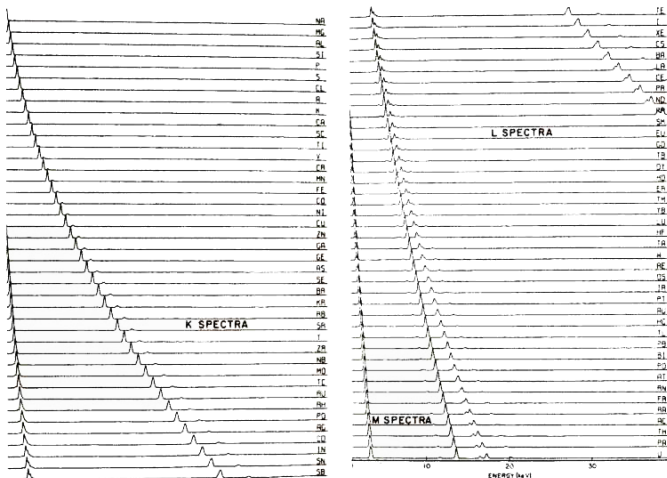 NA
MG
AL
SI
P
S
CL
A
K
CA
SC
TI
V
CR
MN
FE
CO
NI
CU
ZN
GA
GE
AS
SE
BR
KR
RB
K SPECTRA SR
Y
ZR
NB
MO
TC
RU
RH
PD
AG
CD
IN
SN
SB
TE
I
XE
CS
BA
LA
CE
PR
ND
SM
L SPECTRA EU
GD
TB
DY
HO
ER
TM
YB
LU
HF
TA
W
RE
OS
IR
PT
AU
HG
TL
PB
BI
PO
AT
RN
FR
RA
M SPECTRA AC
TH
PA
U
10 20 30
ENERGY (keV)